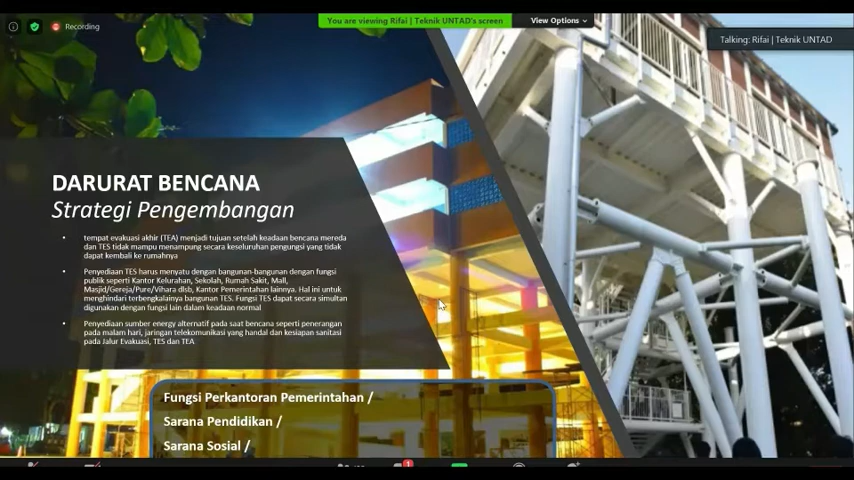 Recording
You are viewing Rifai | Teknik UNTAD's screen
View Options
Talking: Rifai | Teknik UNTAD
DARURAT BENCANA
Strategi Pengembangan
• tempat evakuasi akhir (TEA) menjadi tujuan setelah keadaan bencana mereda
dan TES tidak mampu menampung secara keseluruhan pengungsi yang tidak
dapat kembali ke rumahnya
• Penyediaan TES harus menyatu dengan bangunan-bangunan dengan fungsi
publik seperti Kantor Kelurahan, Sekolah, Rumah Sakit, Mall,
Masjid/Gereja/Pure/Vihara dlsb, Kantor Pemerintahan lainnya. Hal ini untuk
menghindari terbengkalainya bangunan TES. Fungsi TES dapat secara simultan
digunakan dengan fungsi lain dalam keadaan normal
• Penyediaan sumber energy alternatif pada saat bencana seperti penerangan
pada malam hari, jaringan telekomunikasi yang handal dan kesiapan sanitasi
pada Jalur Evakuasi, TES dan TEA
Fungsi Perkantoran Pemerintahan /
Sarana Pendidikan /
Sarana Sosial /
1